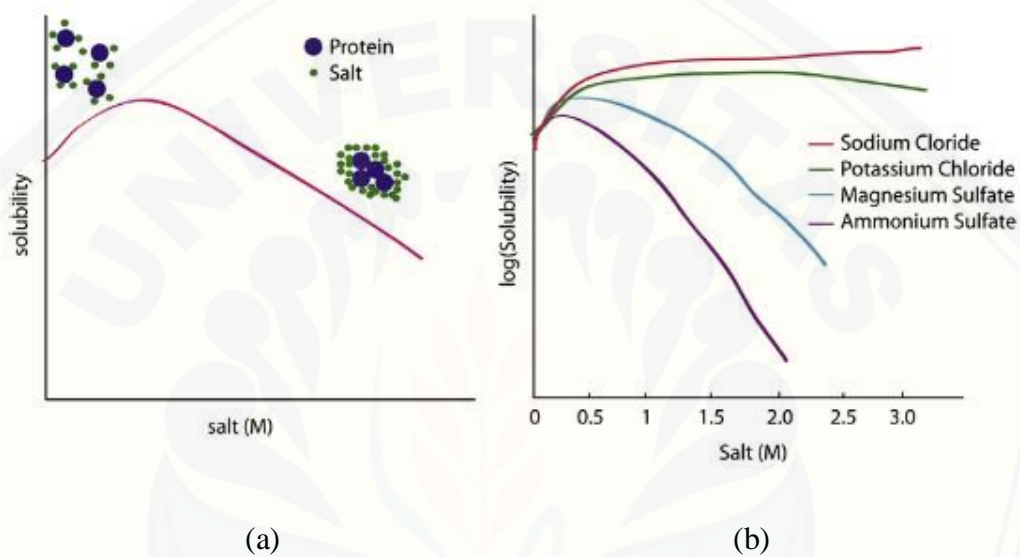 Protein
Salt
solubility
salt (M)
(a)
log(Solubility)
Sodium Cloride
Potassium Chloride
Magnesium Sulfate
Ammonium Sulfate
0 0.5 1 1.5 2.0 2.5 3.0
Salt (M)
(b)
UNIVERSITAS